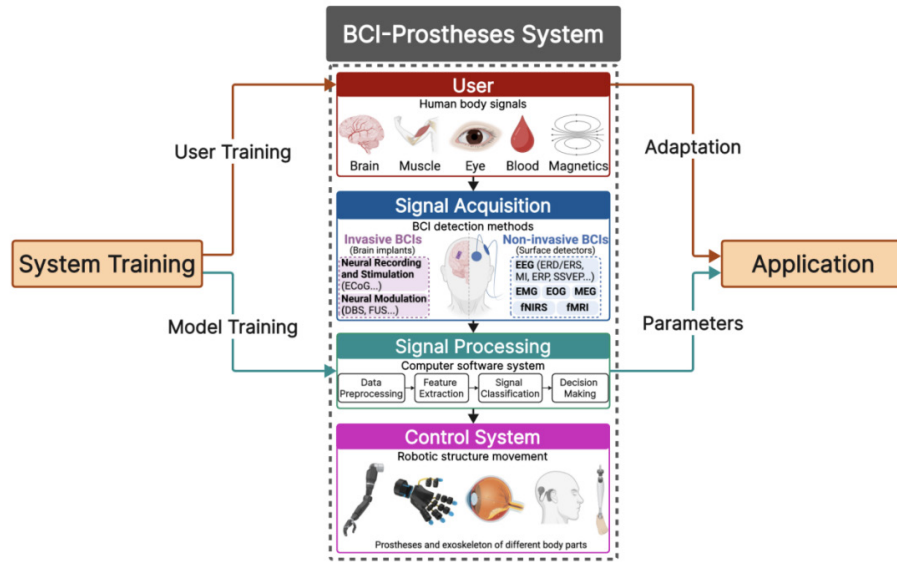 BCI-Prostheses System
User
Human body signals
Brain
Muscle
Eye
Blood
Magnetics
User Training
Adaptation
Signal Acquisition
BCI detection methods
Invasive BCIs
(Brain implants)
Neural Recording
and Stimulation
(ECoG...)
Neural Modulation
(DBS, FUS...)
Non-invasive BCIs
(Surface detectors)
EEG (ERD/ERS,
MI, ERP, SSVEP...)
EMG EOG MEG
fNIRS fMRI
System Training
Application
Model Training
Parameters
Signal Processing
Computer software system
Data
Preprocessing
Feature
Extraction
Signal
Classification
Decision
Making
Control System
Robotic structure movement
Prostheses and exoskeleton of different body parts